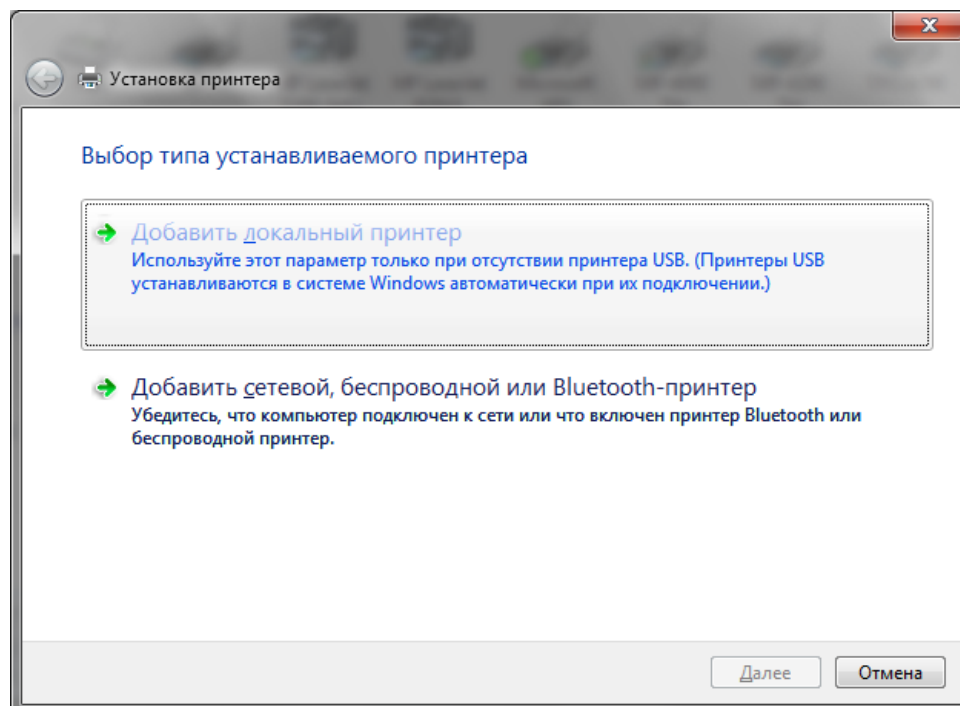 Установка принтера
Выбор типа устанавливаемого принтера
Добавить локальный принтер
Используйте этот параметр только при отсутствии принтера USB. (Принтеры USB
устанавливаются в системе Windows автоматически при их подключении.)
Добавить сетевой, беспроводной или Bluetooth-принтер
Убедитесь, что компьютер подключен к сети или что включен принтер Bluetooth или
беспроводной принтер.
Далее
Отмена